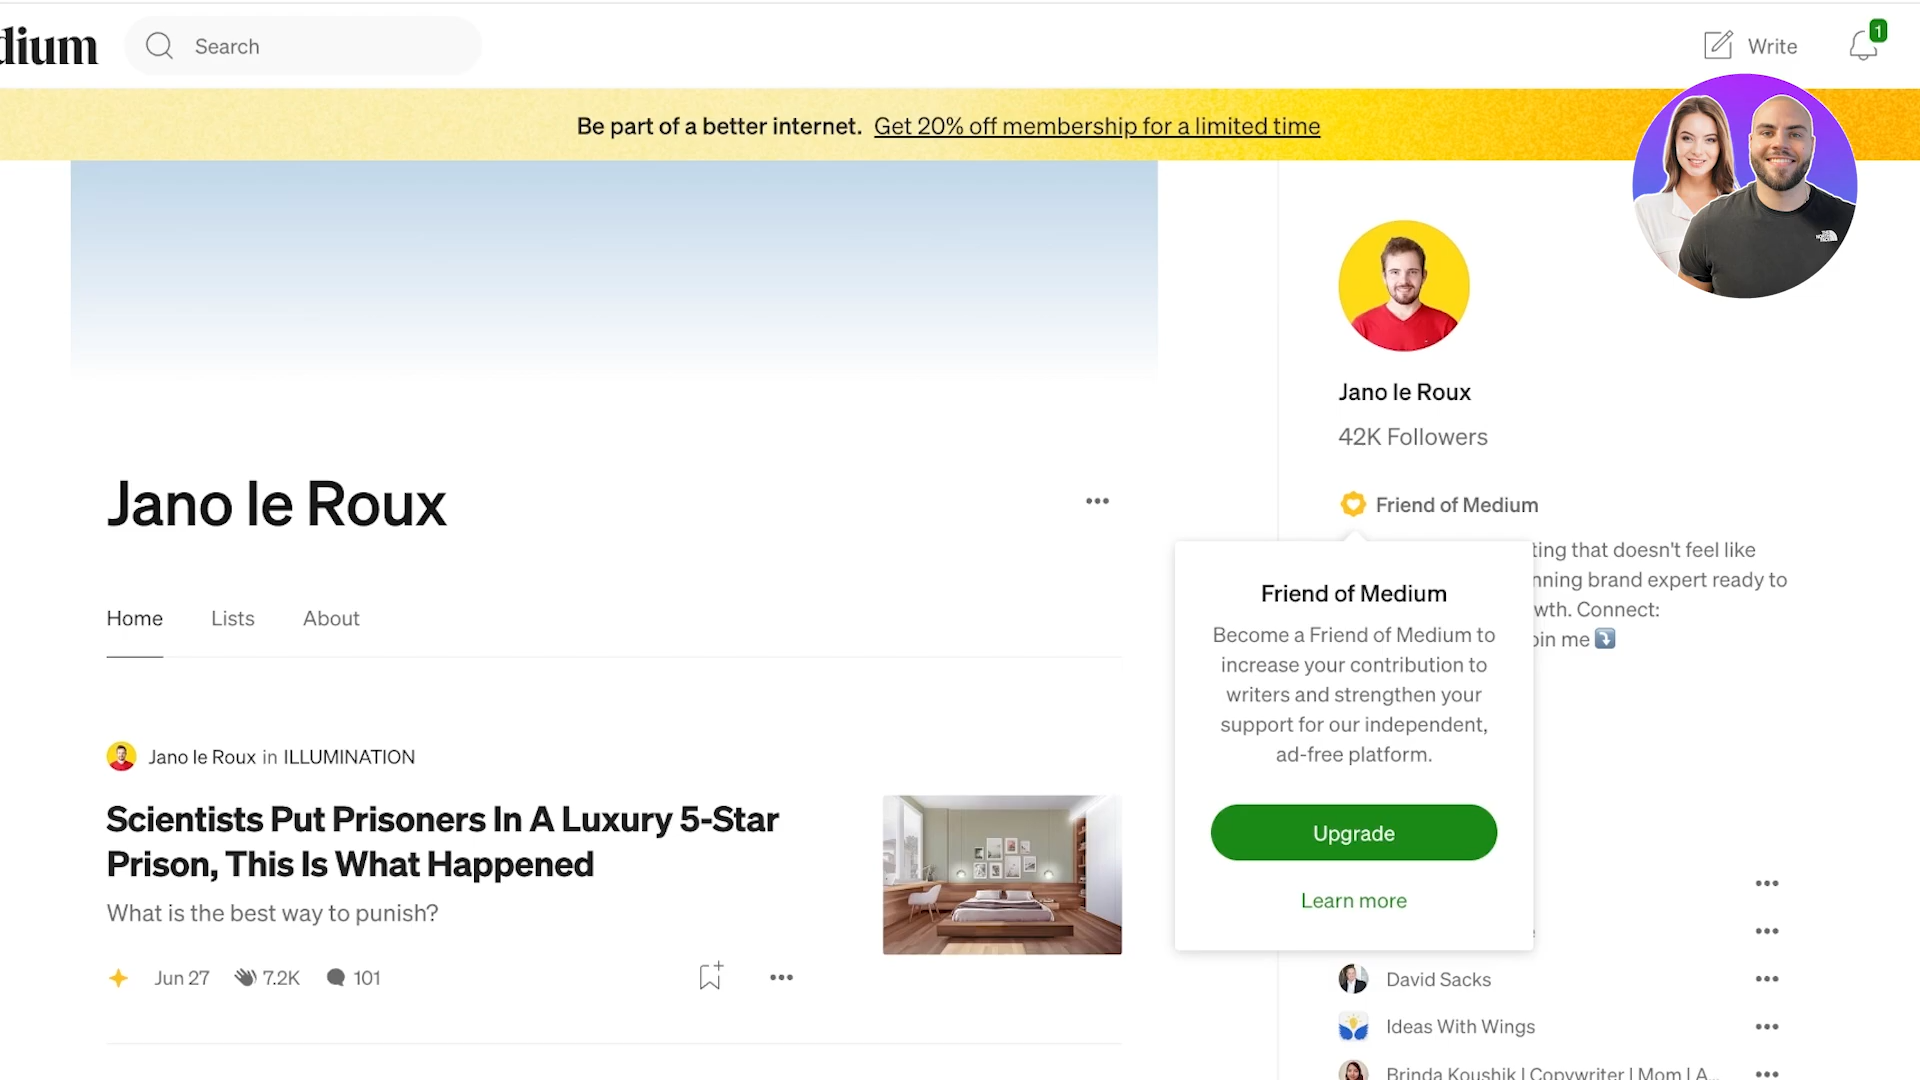 dium
Search
Write
1
Be part of a better internet. Get 20% off membership for a limited time
Jano le Roux
Home
Lists
About
Jano le Roux in ILLUMINATION
Scientists Put Prisoners In A Luxury 5-Star
Prison, This Is What Happened
What is the best way to punish?
Jun 27
7.2K
101
Jano le Roux
42K Followers
Friend of Medium
ting that doesn't feel like
nning brand expert ready to
wth. Connect:
oin me
Friend of Medium
Become a Friend of Medium to
increase your contribution to
writers and strengthen your
support for our independent,
ad-free platform.
Upgrade
Learn more
David Sacks
Ideas With Wings
Brinda Koushik | Copywriter | Mom | A...